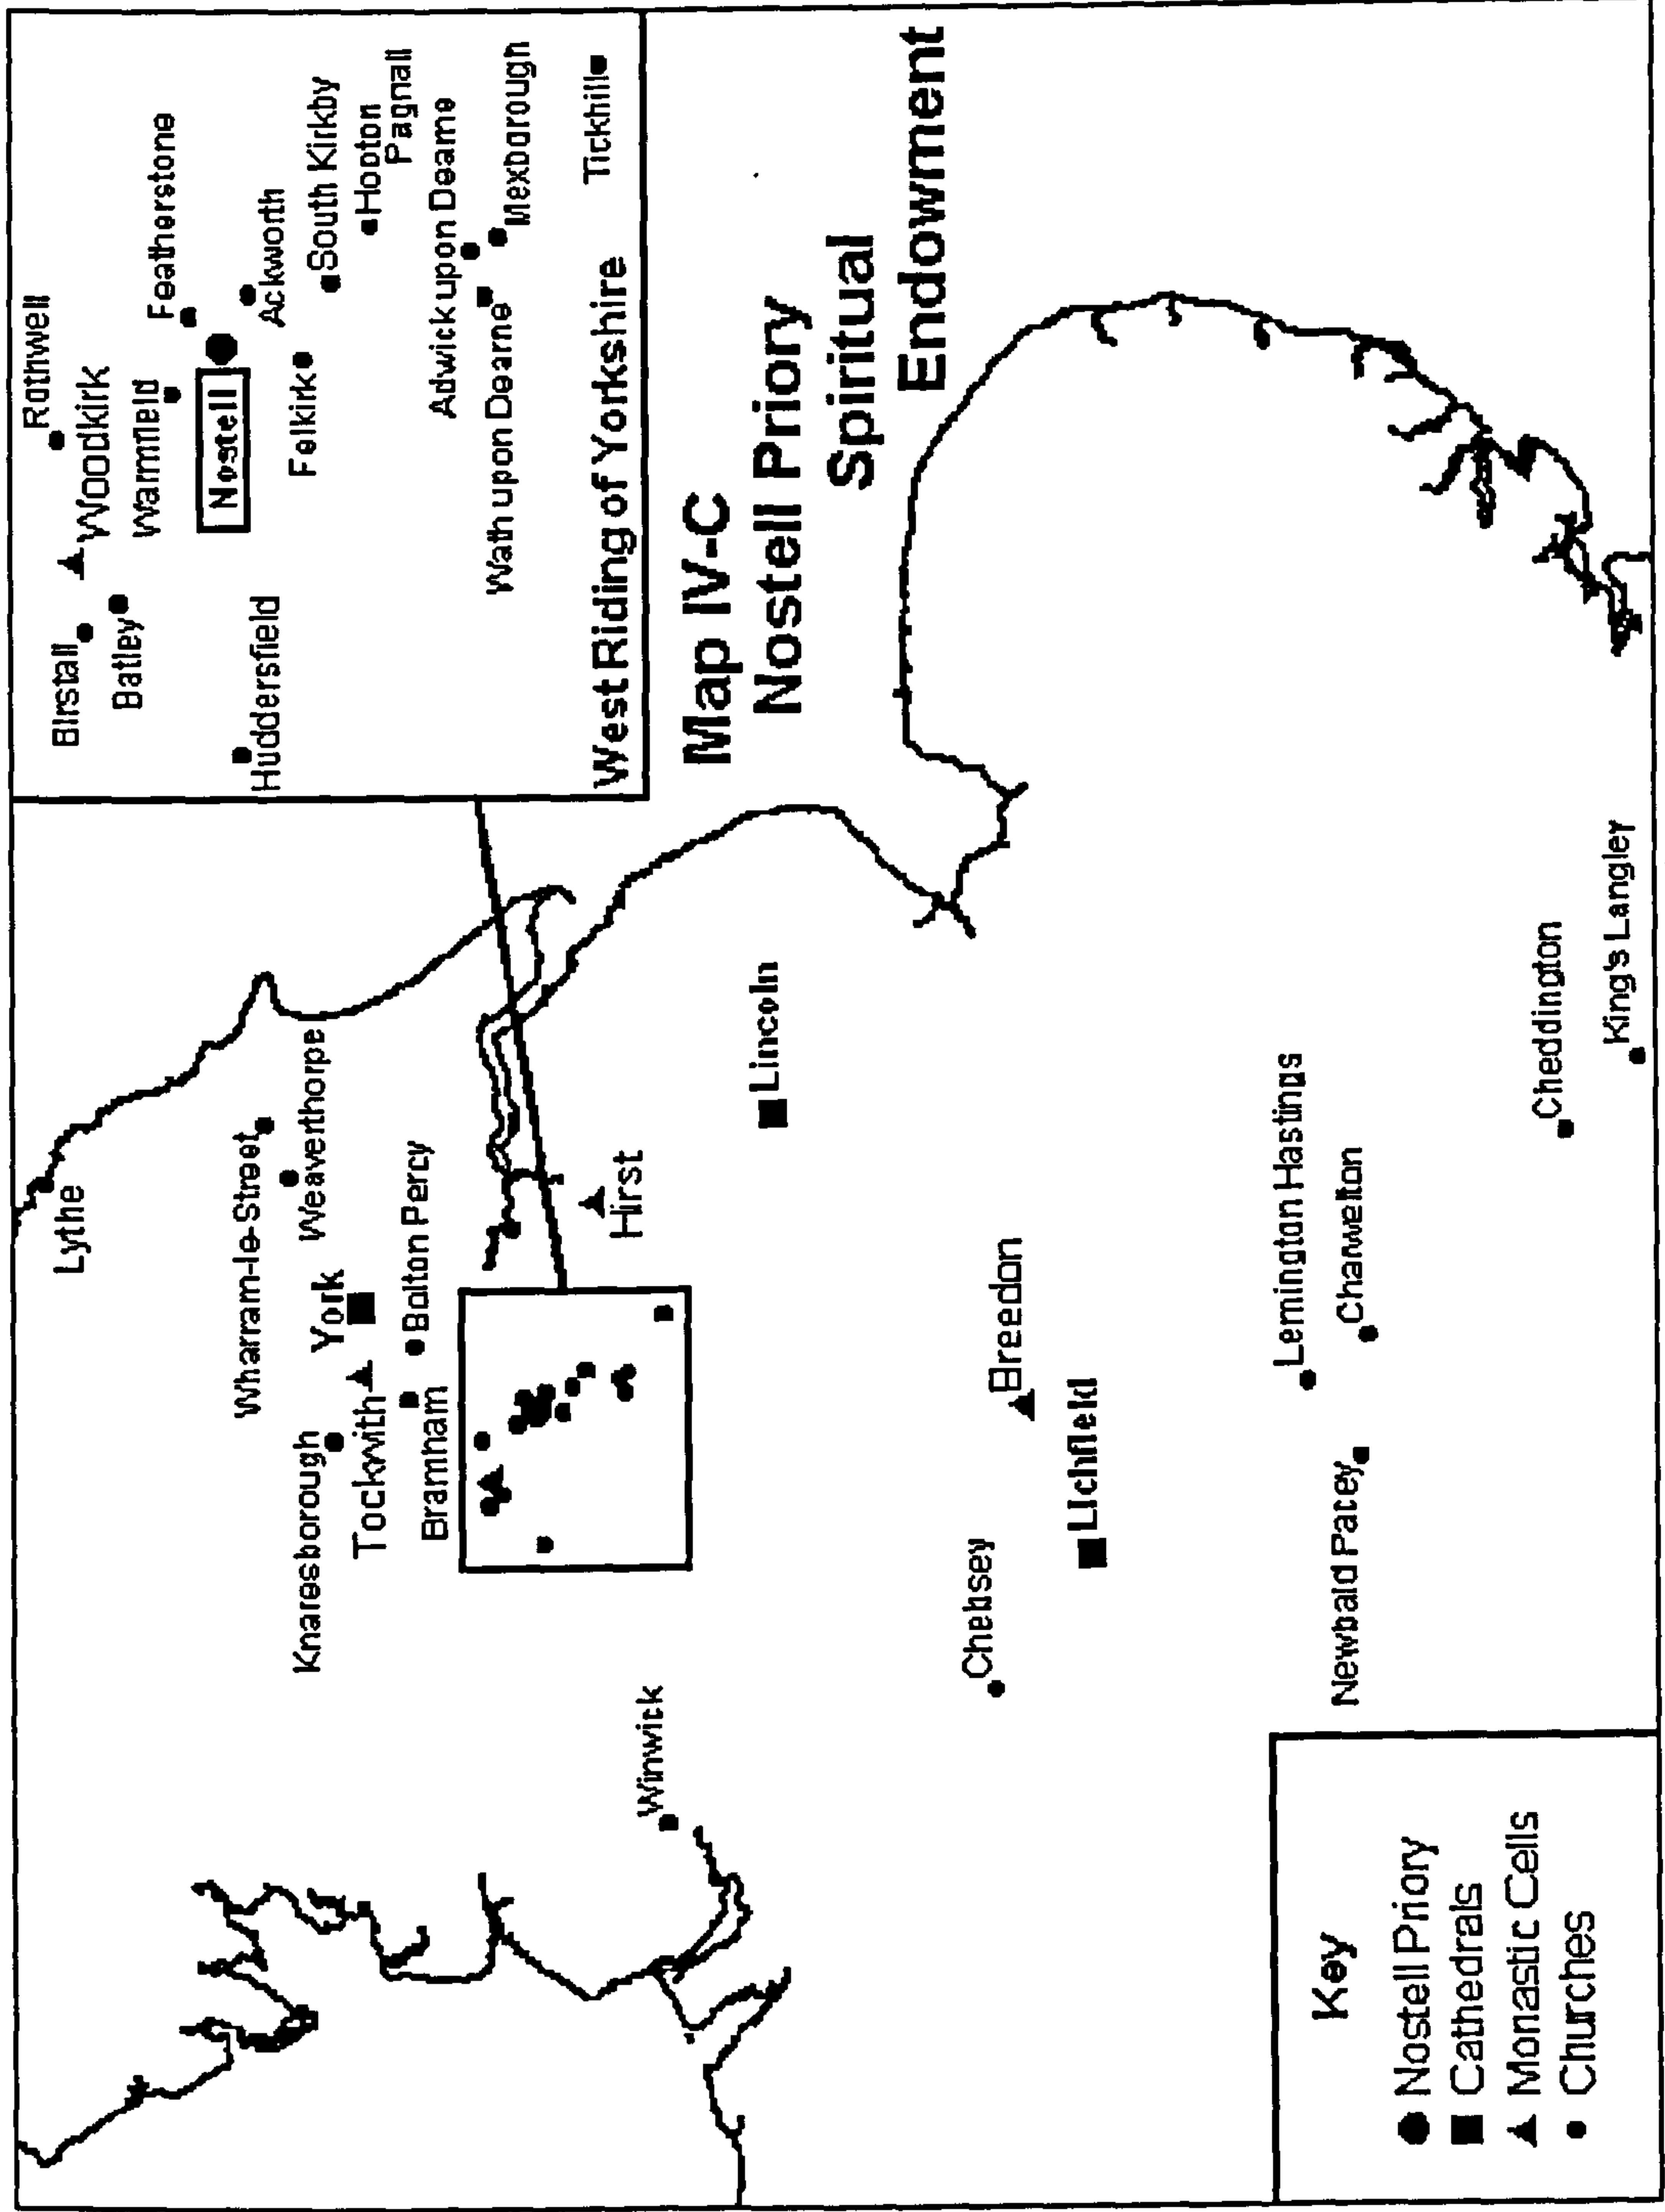 Map IV-C
Nostell Priory
Spiritual
Endowment
Lythe
Wharram-le-Street
Weaverthorpe
York
Knaresborough
Tockwith
Bolton Percy
Bramham
Hirst
Lincoln
Winwick
Breedon
Chebsey
Lichfield
Lemington Hastings
Charwelton
Newbald Pacey
Cheddington
King's Langley
Rothwell
Birstall
Woodkirk
Batley
Warmfield
Featherstone
Nostell
Ackworth
Huddersfield
Felkirk
South Kirkby
Hooton
Pagnall
Adwick upon Dearne
Wath upon Dearne
Mexborough
Tickhill
West Riding of Yorkshire
Key
Nostell Priory
Cathedrals
Monastic Cells
Churches